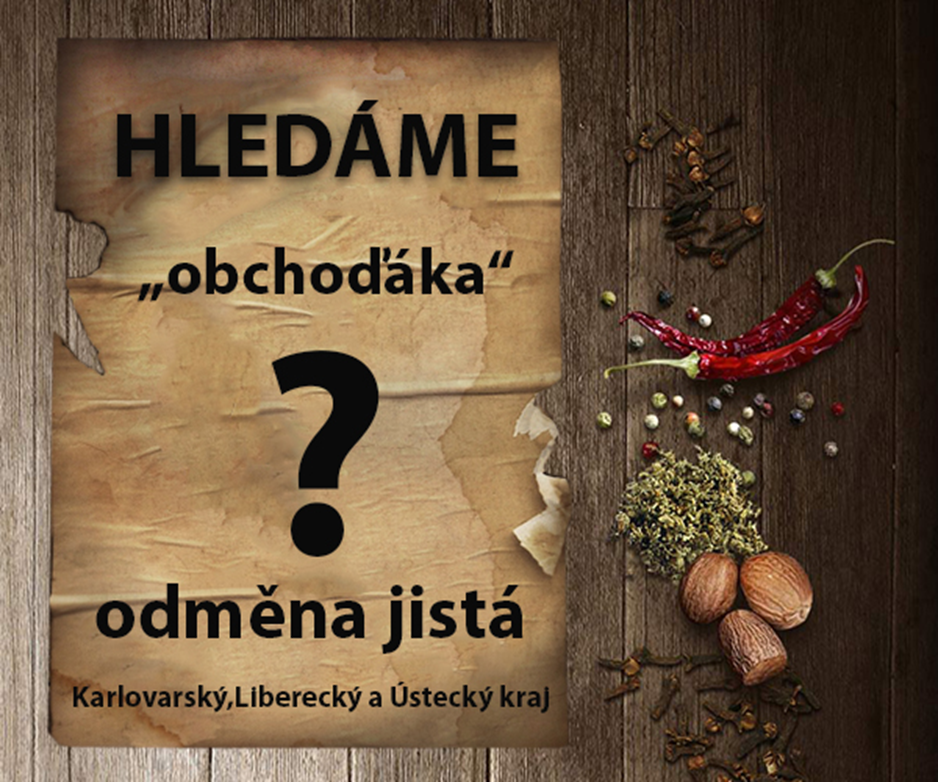 HLEDÁME
„obchoďáka“
?
odměna jistá
Karlovarský,Liberecký a Ústecký kraj